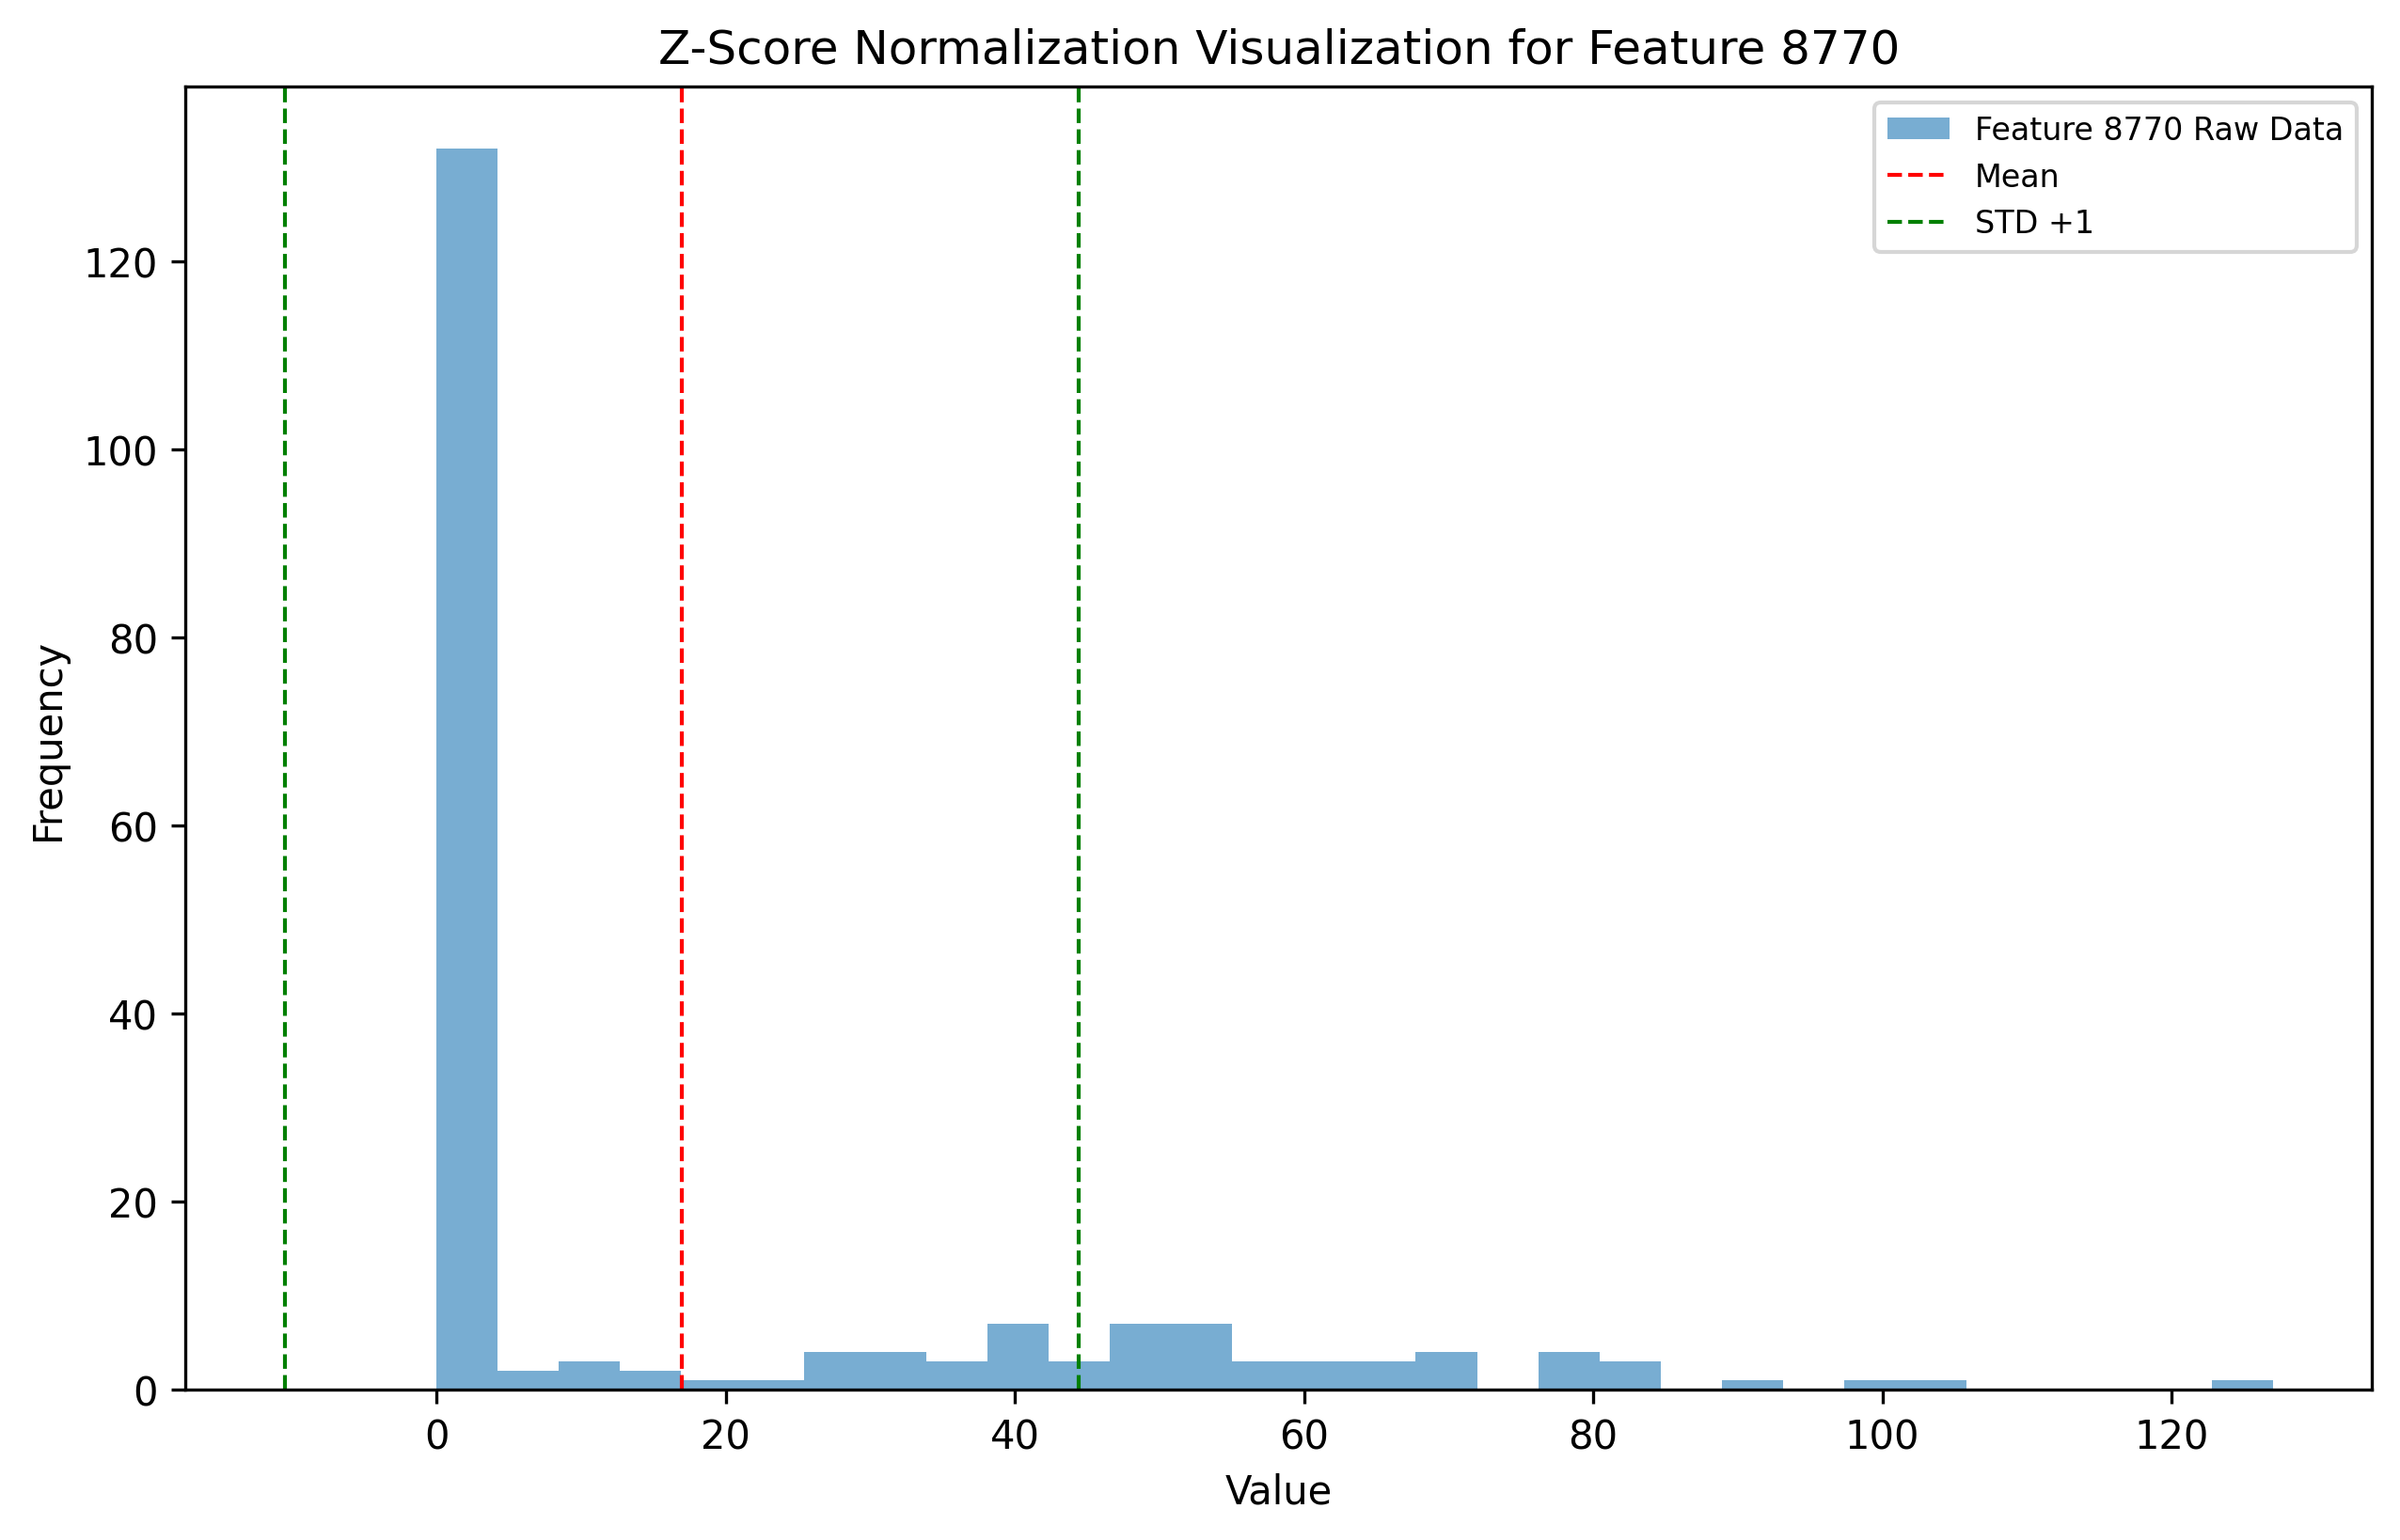 Z-Score Normalization Visualization for Feature 8770
Feature 8770 Raw Data
Mean
STD +1
Frequency
120
100
80
60
40
20
0
0 20 40 60 80 100 120
Value